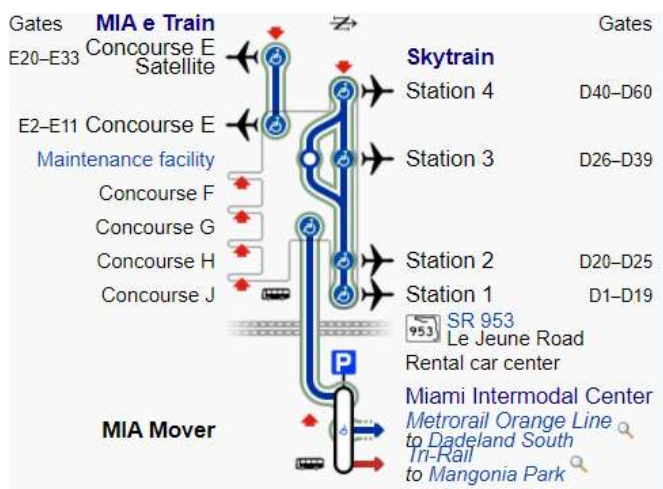 Gates MIA e Train Gates
E20–E33 Concourse E
Satellite
Skytrain
Station 4 D40–D60
E2–E11 Concourse E
Maintenance facility
Station 3 D26–D39
Concourse F
Concourse G
Concourse H
Station 2 D20–D25
Concourse J
Station 1 D1–D19
953 SR 953
Le Jeune Road
P
Rental car center
Miami Intermodal Center
MIA Mover
Metrorail Orange Line
to Dadeland South
Tri-Rail
to Mangonia Park